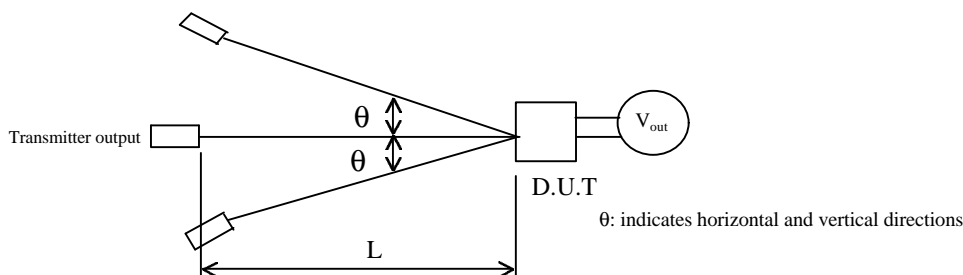 θ
Transmitter output
θ
V_out
D.U.T
θ: indicates horizontal and vertical directions
L